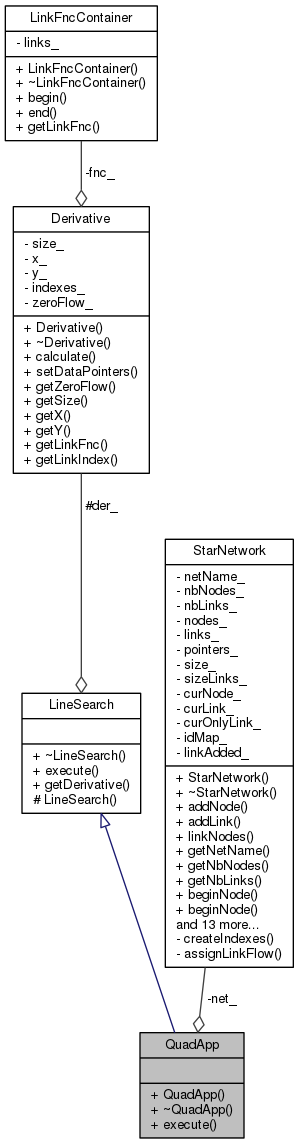 LinkFncContainer
- links_
+ LinkFncContainer()
+ ~LinkFncContainer()
+ begin()
+ end()
+ getLinkFnc()
-fnc_
Derivative
- size_
- x_
- y_
- indexes_
- zeroFlow_
+ Derivative()
+ ~Derivative()
+ calculate()
+ setDataPointers()
+ getZeroFlow()
+ getSize()
+ getX()
+ getY()
+ getLinkFnc()
+ getLinkIndex()
#der_
StarNetwork
- netName_
- nbNodes_
- nbLinks_
- nodes_
- links_
- pointers_
- size_
- sizeLinks_
- curNode_
- curLink_
- curOnlyLink_
- idMap_
- linkAdded_
+ StarNetwork()
+ ~StarNetwork()
+ addNode()
+ addLink()
+ linkNodes()
+ getNetName()
+ getNbNodes()
+ getNbLinks()
+ beginNode()
+ beginNode()
and 13 more...
- createIndexes()
- assignLinkFlow()
LineSearch
+ ~LineSearch()
+ execute()
+ getDerivative()
# LineSearch()
-net_
QuadApp
+ QuadApp()
+ ~QuadApp()
+ execute()